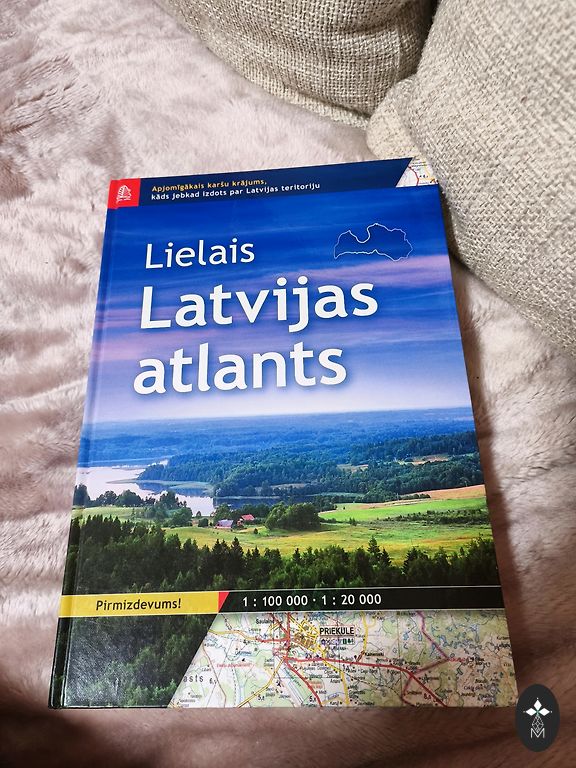 Apjomīgākais karšu krājums,
kāds jebkad izdots par Latvijas teritoriju
Lielais
Latvijas
atlants
Pirmizdevums!
1 : 100 000 · 1 : 20 000
PRIEKULE